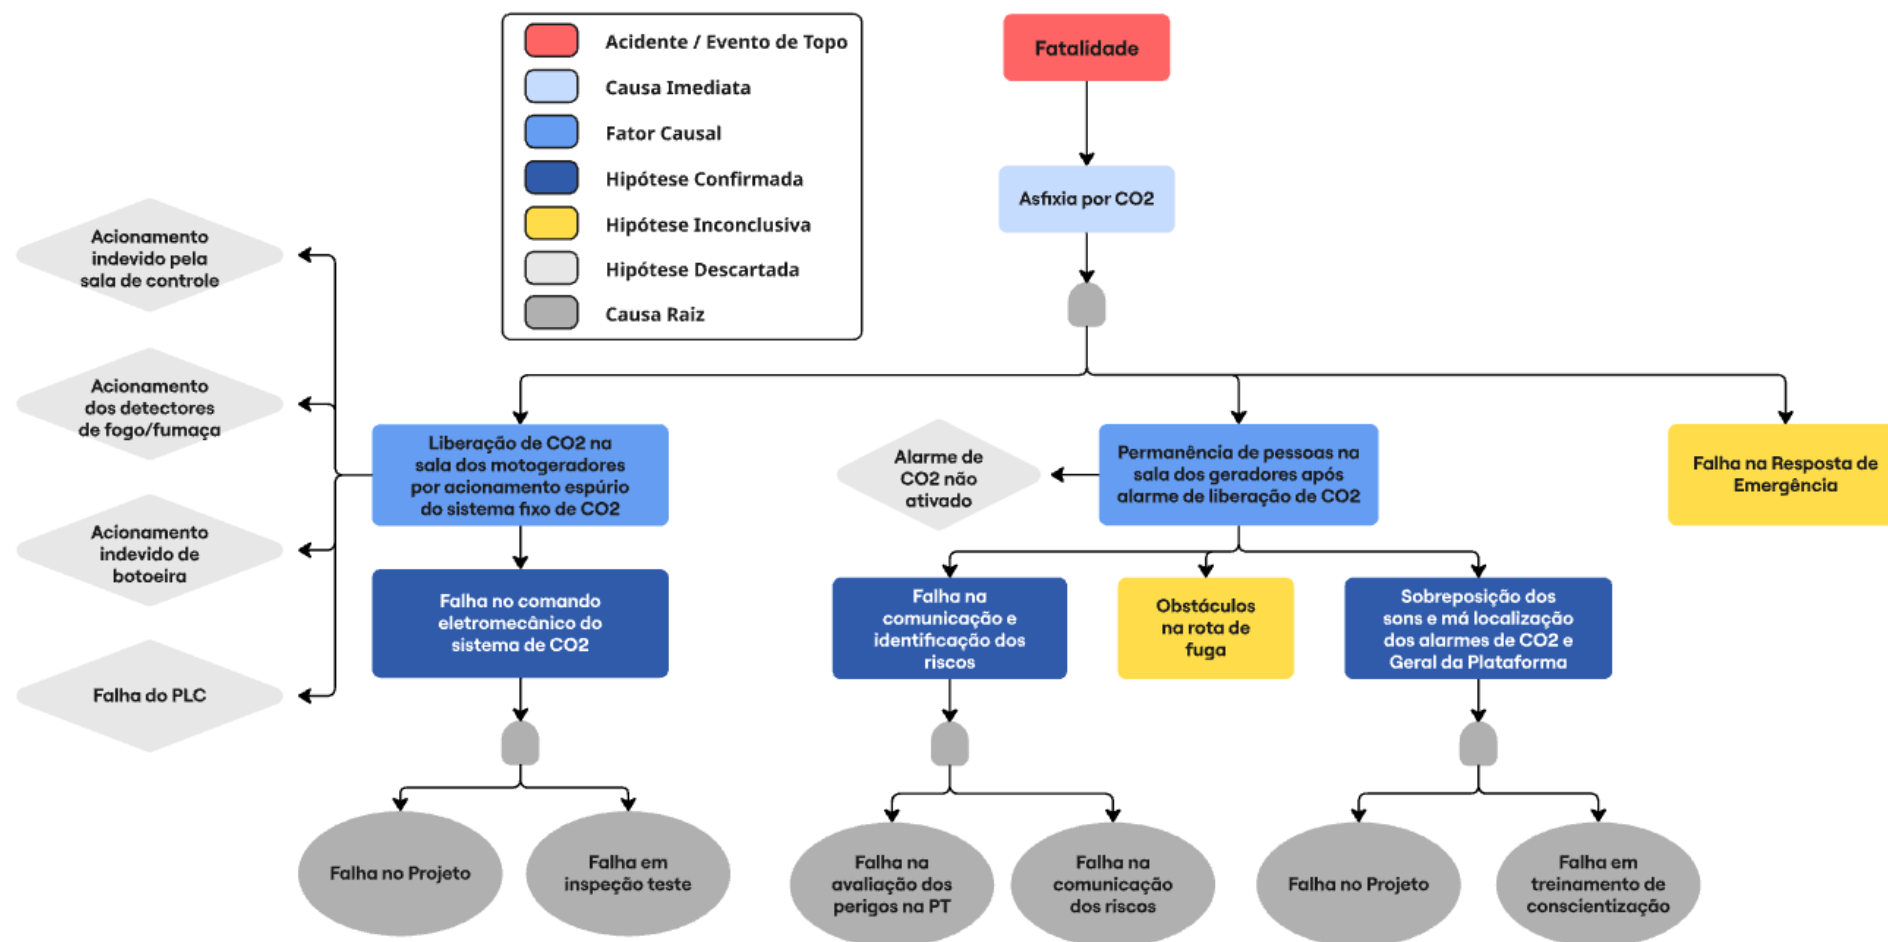 Acidente / Evento de Topo
Causa Imediata
Fator Causal
Hipótese Confirmada
Hipótese Inconclusiva
Hipótese Descartada
Causa Raiz
Fatalidade
Asfixia por CO2
Acionamento
indevido pela
sala de controle
Acionamento
dos detectores
de fogo/fumaça
Acionamento
indevido de
botoeira
Falha do PLC
Liberação de CO2 na
sala dos motogeradores
por acionamento espúrio
do sistema fixo de CO2
Alarme de
CO2 não
ativado
Permanência de pessoas na
sala dos geradores após
alarme de liberação de CO2
Falha na Resposta de
Emergência
Falha no comando
eletromecânico do
sistema de CO2
Falha na
comunicação e
identificação dos
riscos
Obstáculos
na rota de
fuga
Sobreposição dos
sons e má localização
dos alarmes de CO2 e
Geral da Plataforma
Falha no Projeto
Falha em
inspeção teste
Falha na
avaliação dos
perigos na PT
Falha na
comunicação
dos riscos
Falha no Projeto
Falha em
treinamento de
conscientização